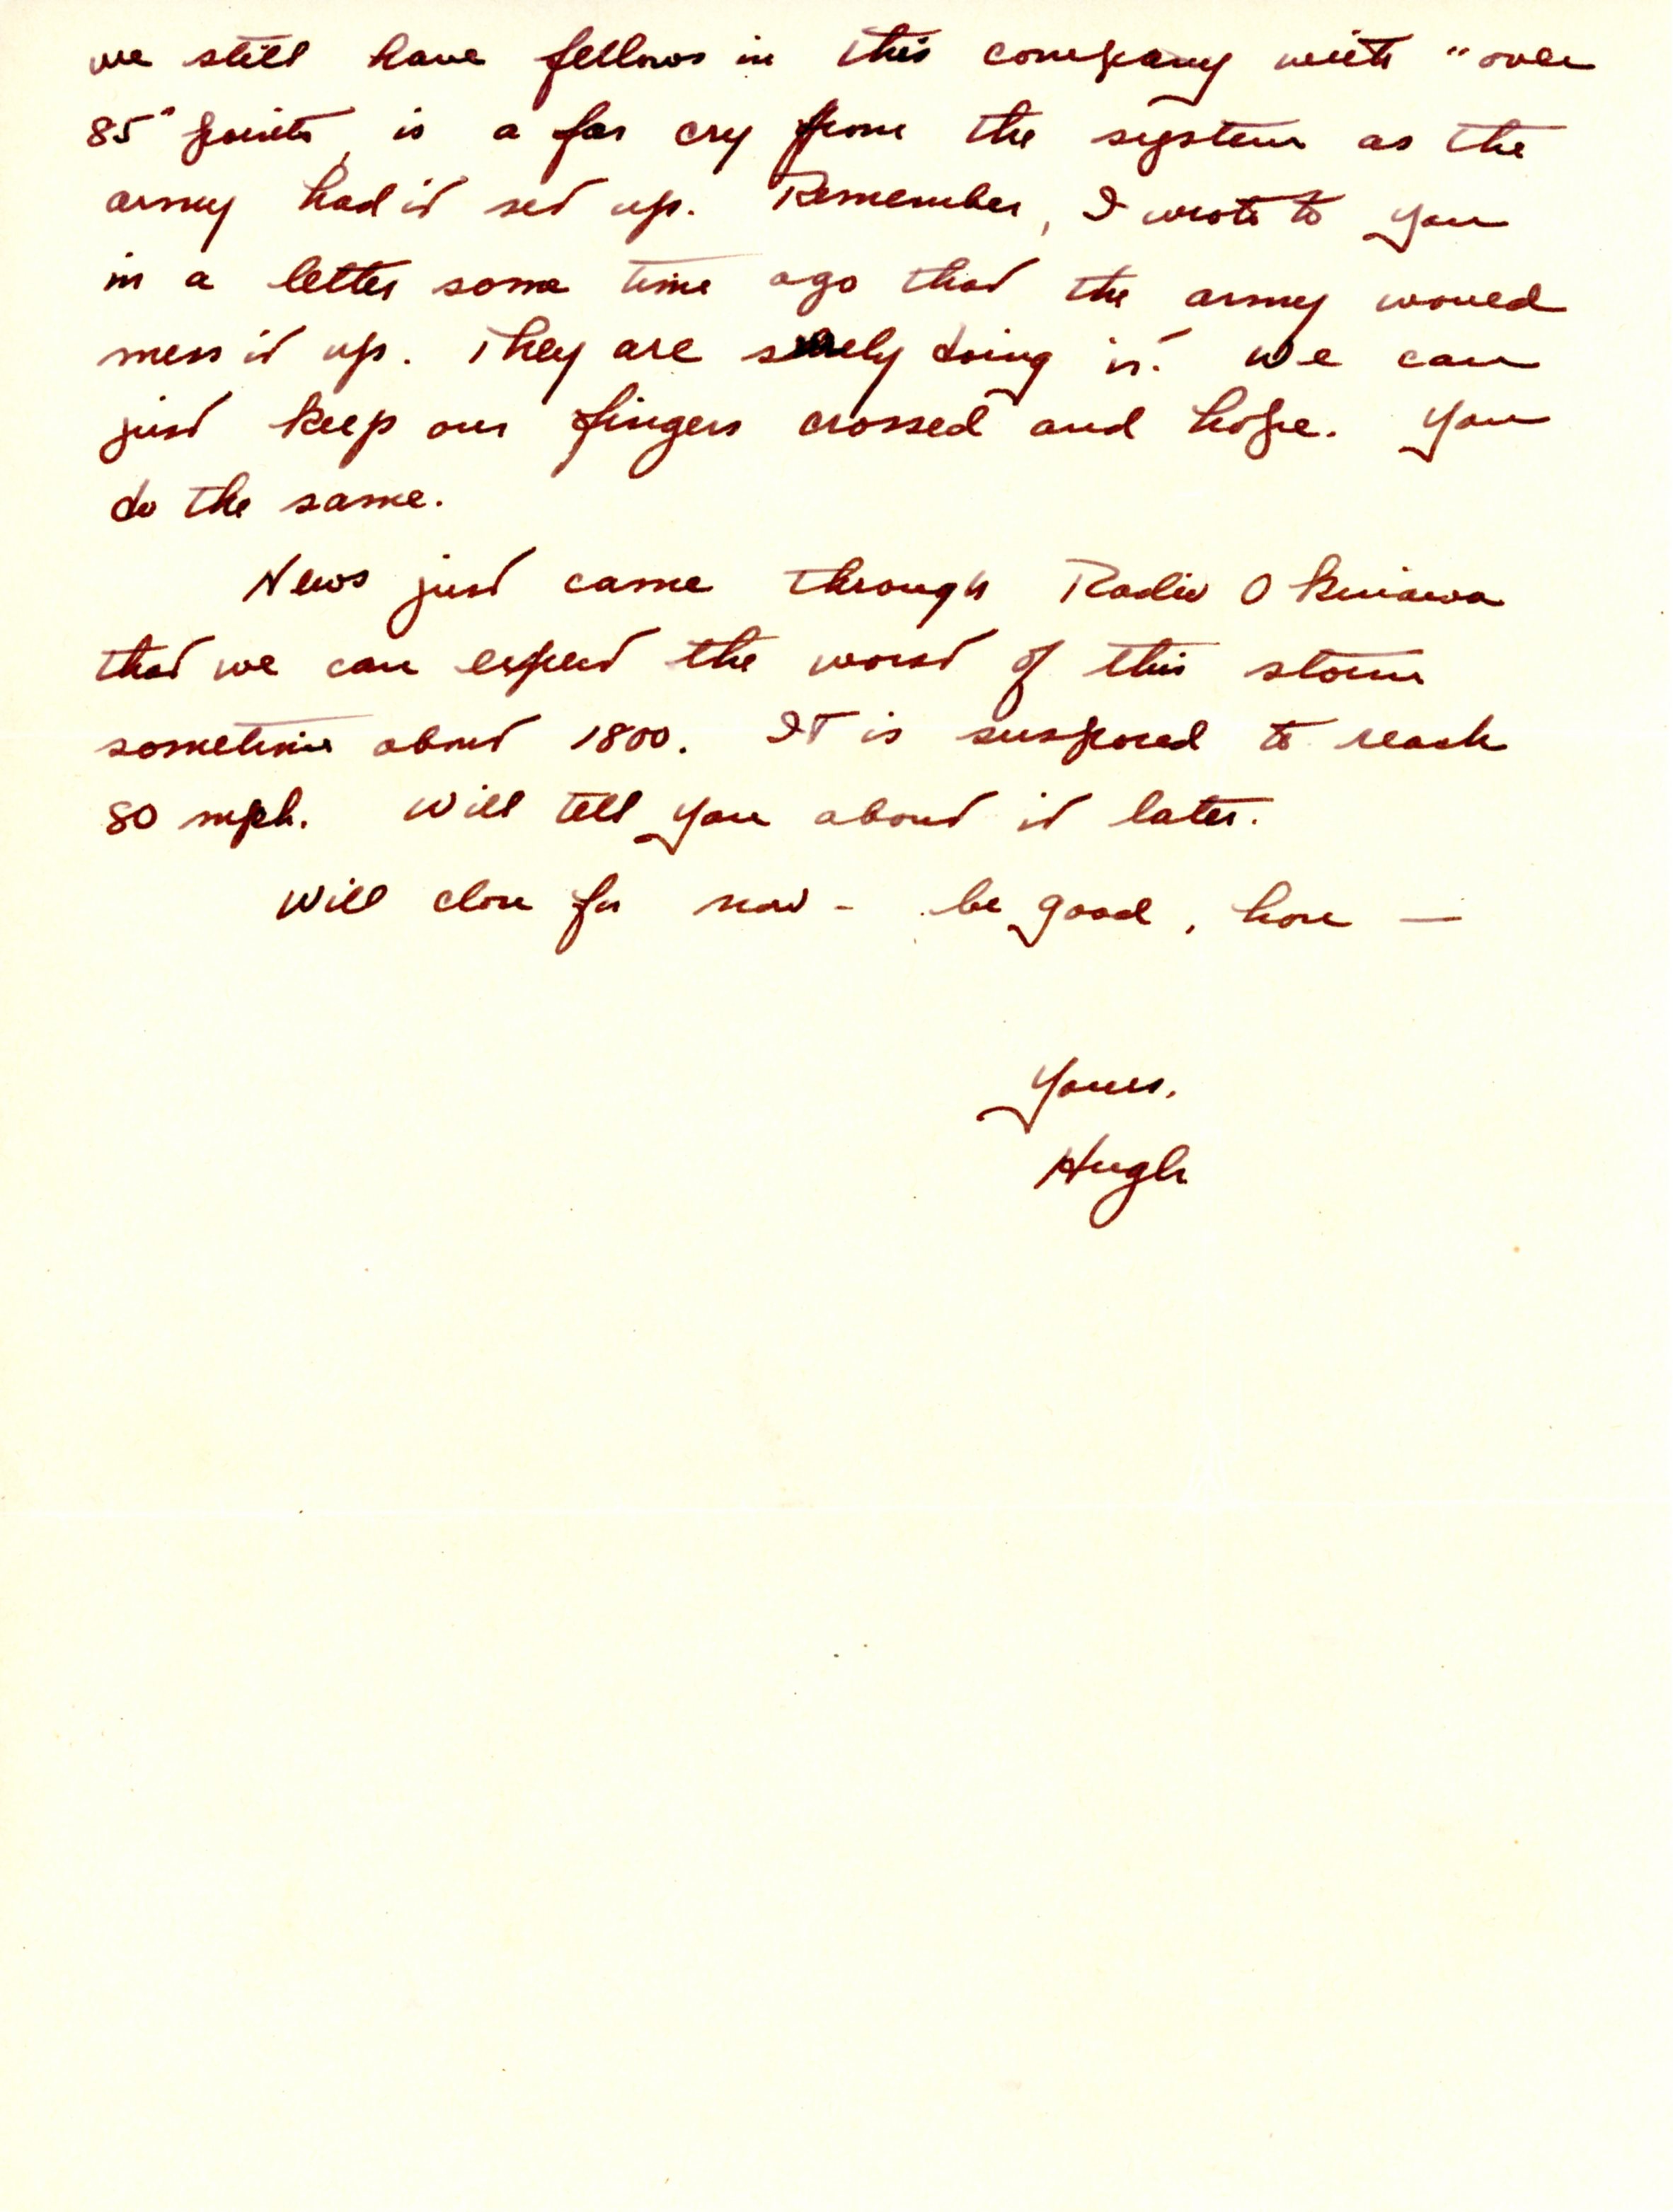 we still have fellows in this company with "over
85" points, is a far cry from the system as the
army had it set up. Remember, I wrote to you
in a letter some time ago that the army would
mess it up. They are surely doing it. We can
just keep our fingers crossed and hope. You
do the same.
News just came through Radio Okinawa
that we can expect the worst of this storm
sometime about 1800. It is suspposed to reach
80 mph. Will tell you about it later.
Will close for now - be good, hon —
Yours,
Hugh